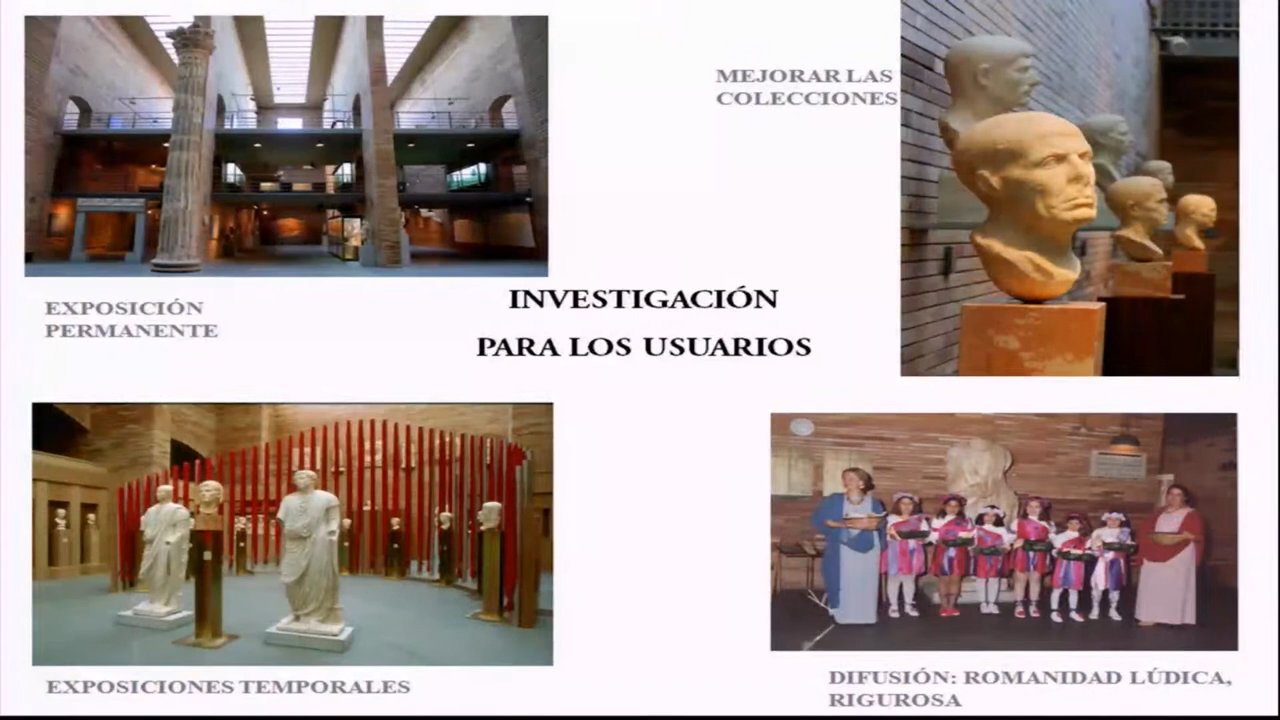 MEJORAR LAS
COLECCIONES
EXPOSICIÓN
PERMANENTE
INVESTIGACIÓN
PARA LOS USUARIOS
EXPOSICIONES TEMPORALES
DIFUSIÓN: ROMANIDAD LÚDICA,
RIGUROSA